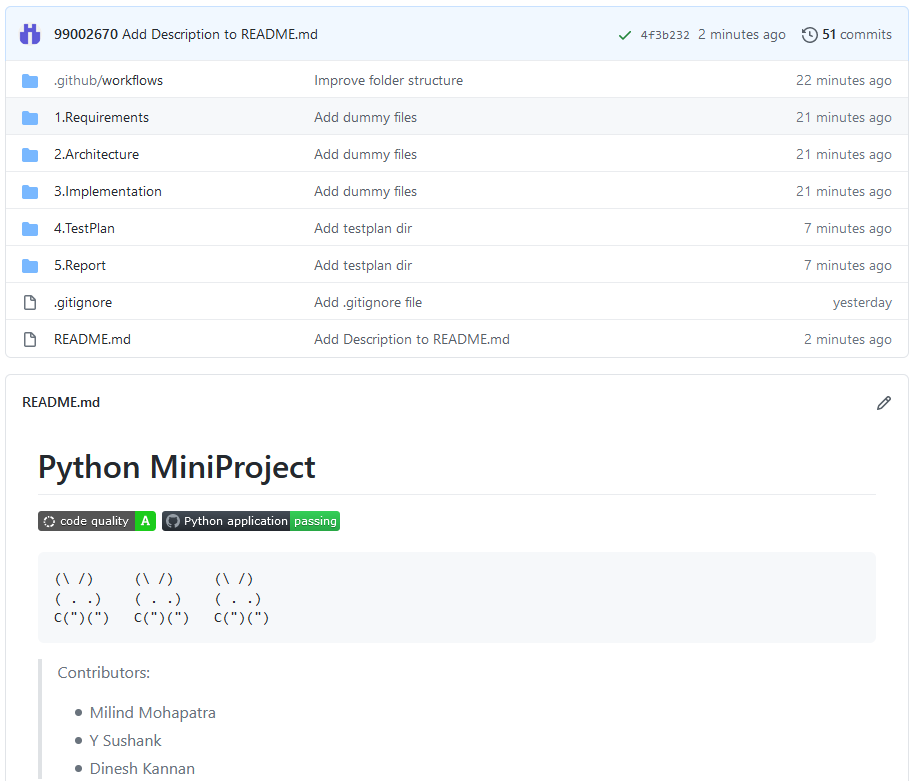 99002670 Add Description to README.md 4f3b232 2 minutes ago 51 commits
.github/workflows Improve folder structure 22 minutes ago
1.Requirements Add dummy files 21 minutes ago
2.Architecture Add dummy files 21 minutes ago
3.Implementation Add dummy files 21 minutes ago
4.TestPlan Add testplan dir 7 minutes ago
5.Report Add testplan dir 7 minutes ago
.gitignore Add .gitignore file yesterday
README.md Add Description to README.md 2 minutes ago
README.md
Python MiniProject
code quality A Python application passing
(\ /)     (\ /)     (\ /)
( . .)    ( . .)    ( . .)
C(")(")   C(")(")   C(")(")
Contributors:
• Milind Mohapatra
• Y Sushank
• Dinesh Kannan